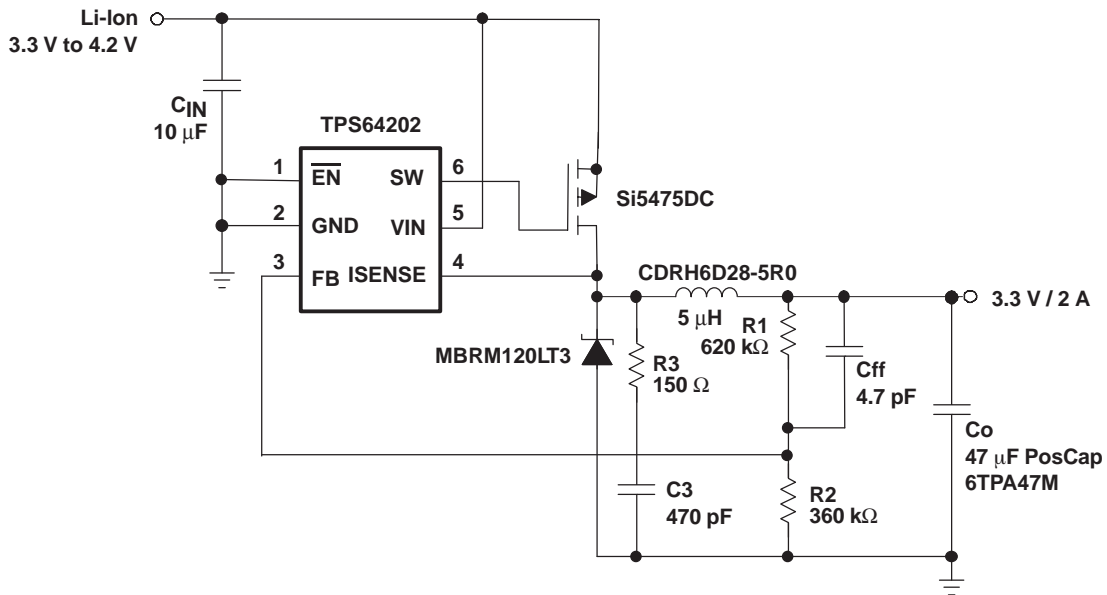 Li-Ion
3.3 V to 4.2 V
CIN
10 μF
TPS64202
1
EN
SW
6
2
GND
VIN
5
3
FB
ISENSE
4
Si5475DC
CDRH6D28-5R0
5 μH
3.3 V / 2 A
MBRM120LT3
R3
150 Ω
R1
620 kΩ
Cff
4.7 pF
Co
47 μF PosCap
6TPA47M
C3
470 pF
R2
360 kΩ